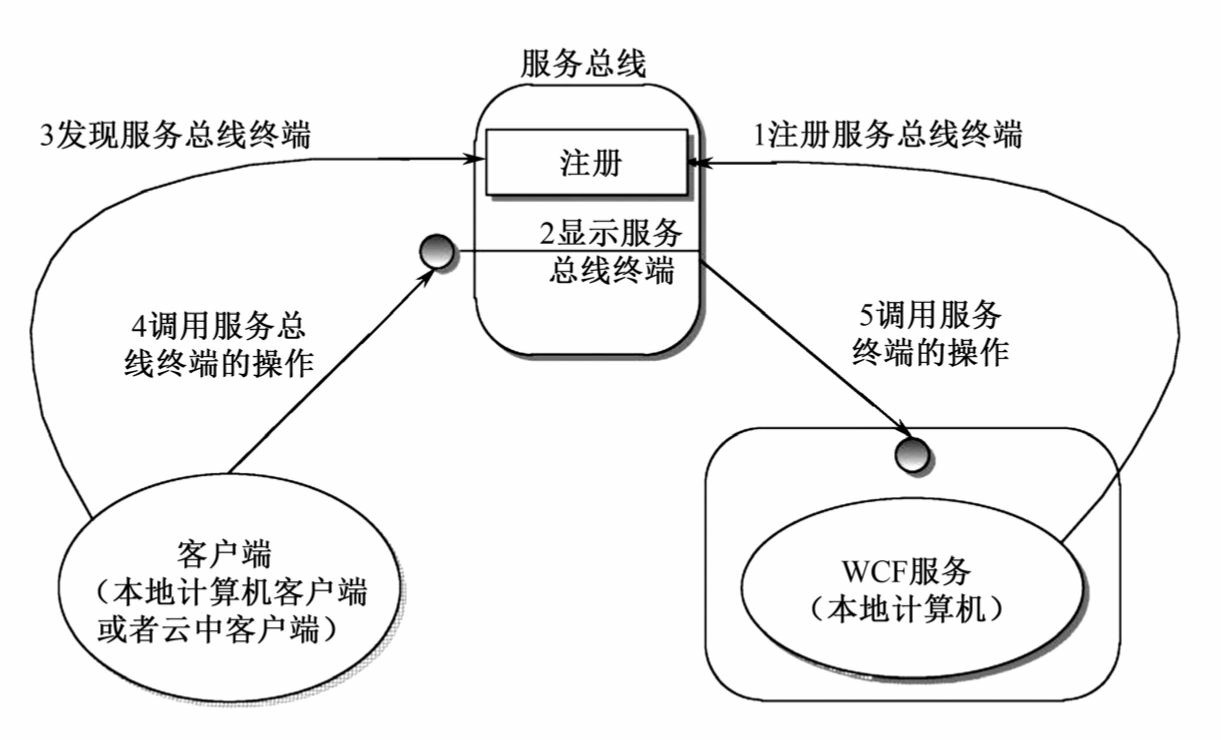 服务总线
3发现服务总线终端
1注册服务总线终端
注册
2显示服务
总线终端
4调用服务总
线终端的操作
5调用服务
终端的操作
客户端
（本地计算机客户端
或者云中客户端）
WCF服务
（本地计算机）